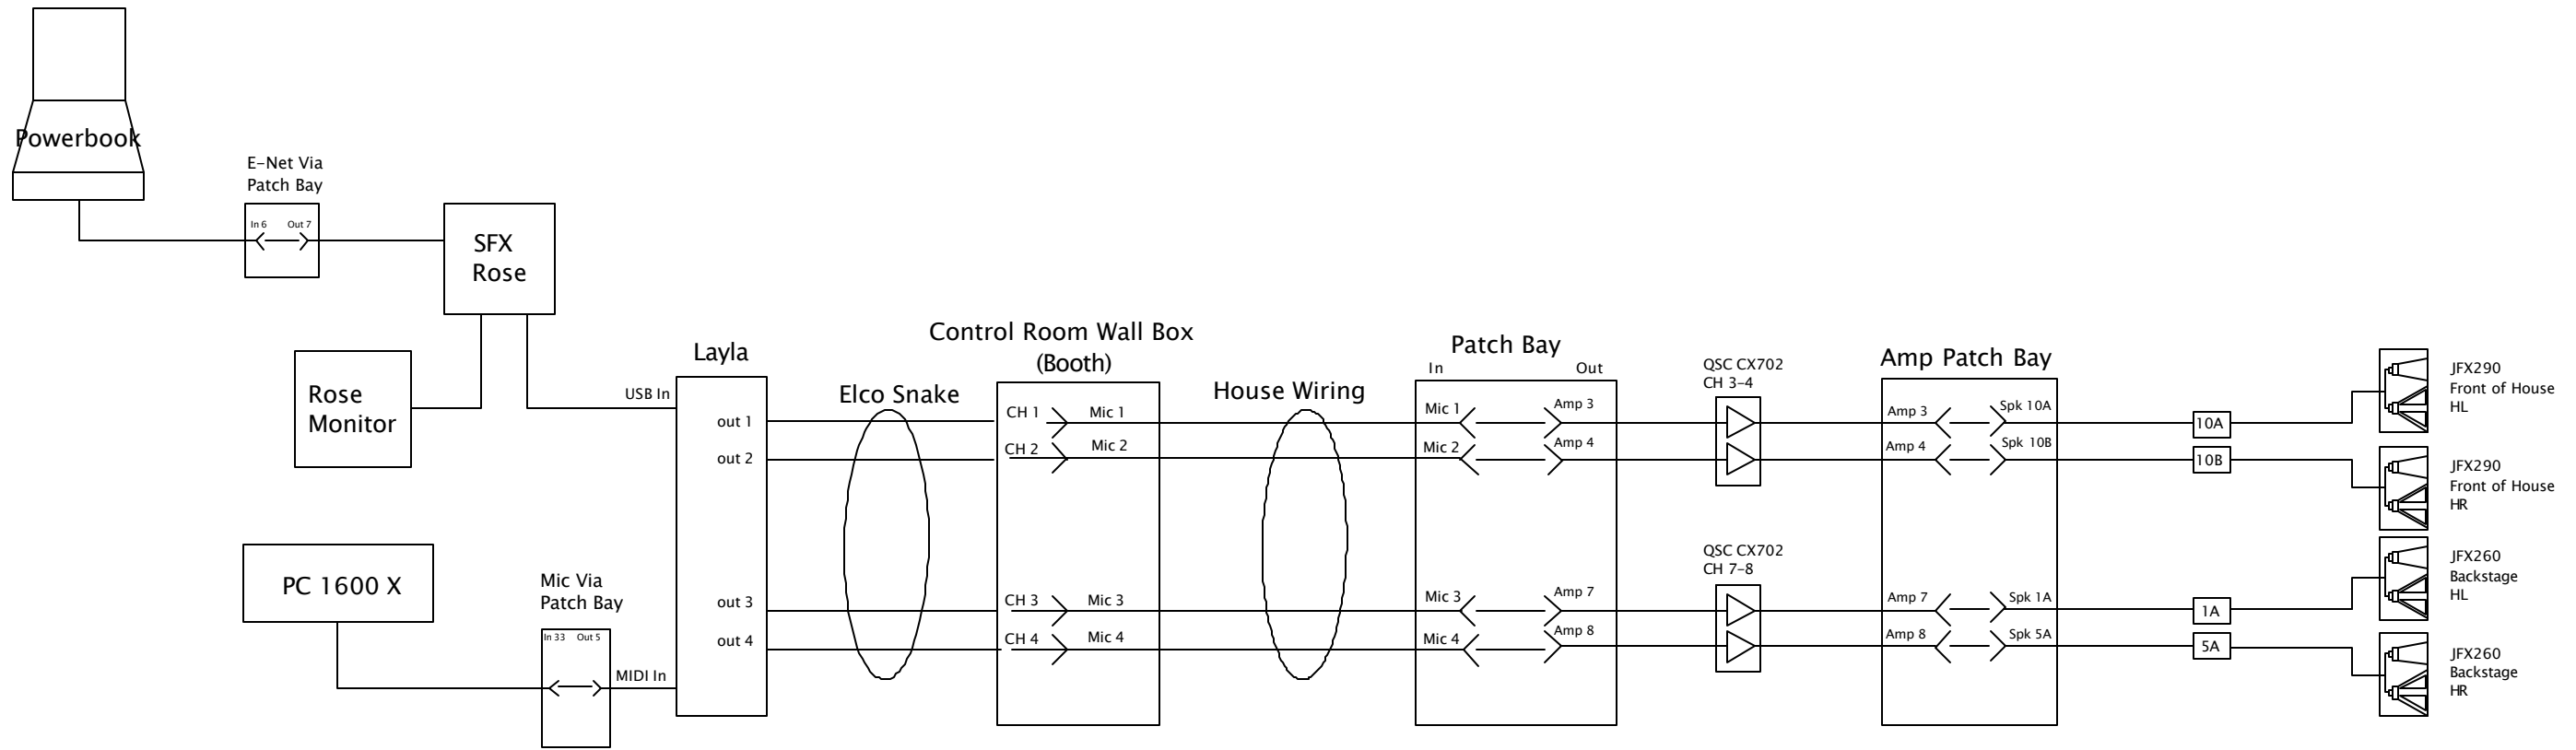 Powerbook
E-Net Via
Patch Bay
In 6 Out 7
SFX
Rose
Rose
Monitor
USB In
Layla
out 1
out 2
out 3
out 4
PC 1600 X
Mic Via
Patch Bay
In 33 Out 5
MIDI In
Elco Snake
Control Room Wall Box
(Booth)
CH 1 Mic 1
CH 2 Mic 2
CH 3 Mic 3
CH 4 Mic 4
House Wiring
Patch Bay
In Out
Mic 1 Amp 3
Mic 2 Amp 4
Mic 3 Amp 7
Mic 4 Amp 8
QSC CX702
CH 3-4
QSC CX702
CH 7-8
Amp Patch Bay
Amp 3 Spk 10A
Amp 4 Spk 10B
Amp 7 Spk 1A
Amp 8 Spk 5A
10A
10B
1A
5A
JFX290
Front of House
HL
JFX290
Front of House
HR
JFX260
Backstage
HL
JFX260
Backstage
HR